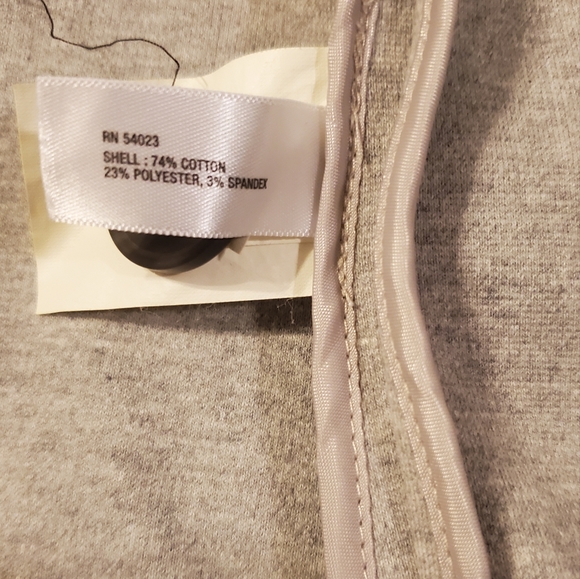 RN 54023
SHELL : 74% COTTON
23% POLYESTER, 3% SPANDEX